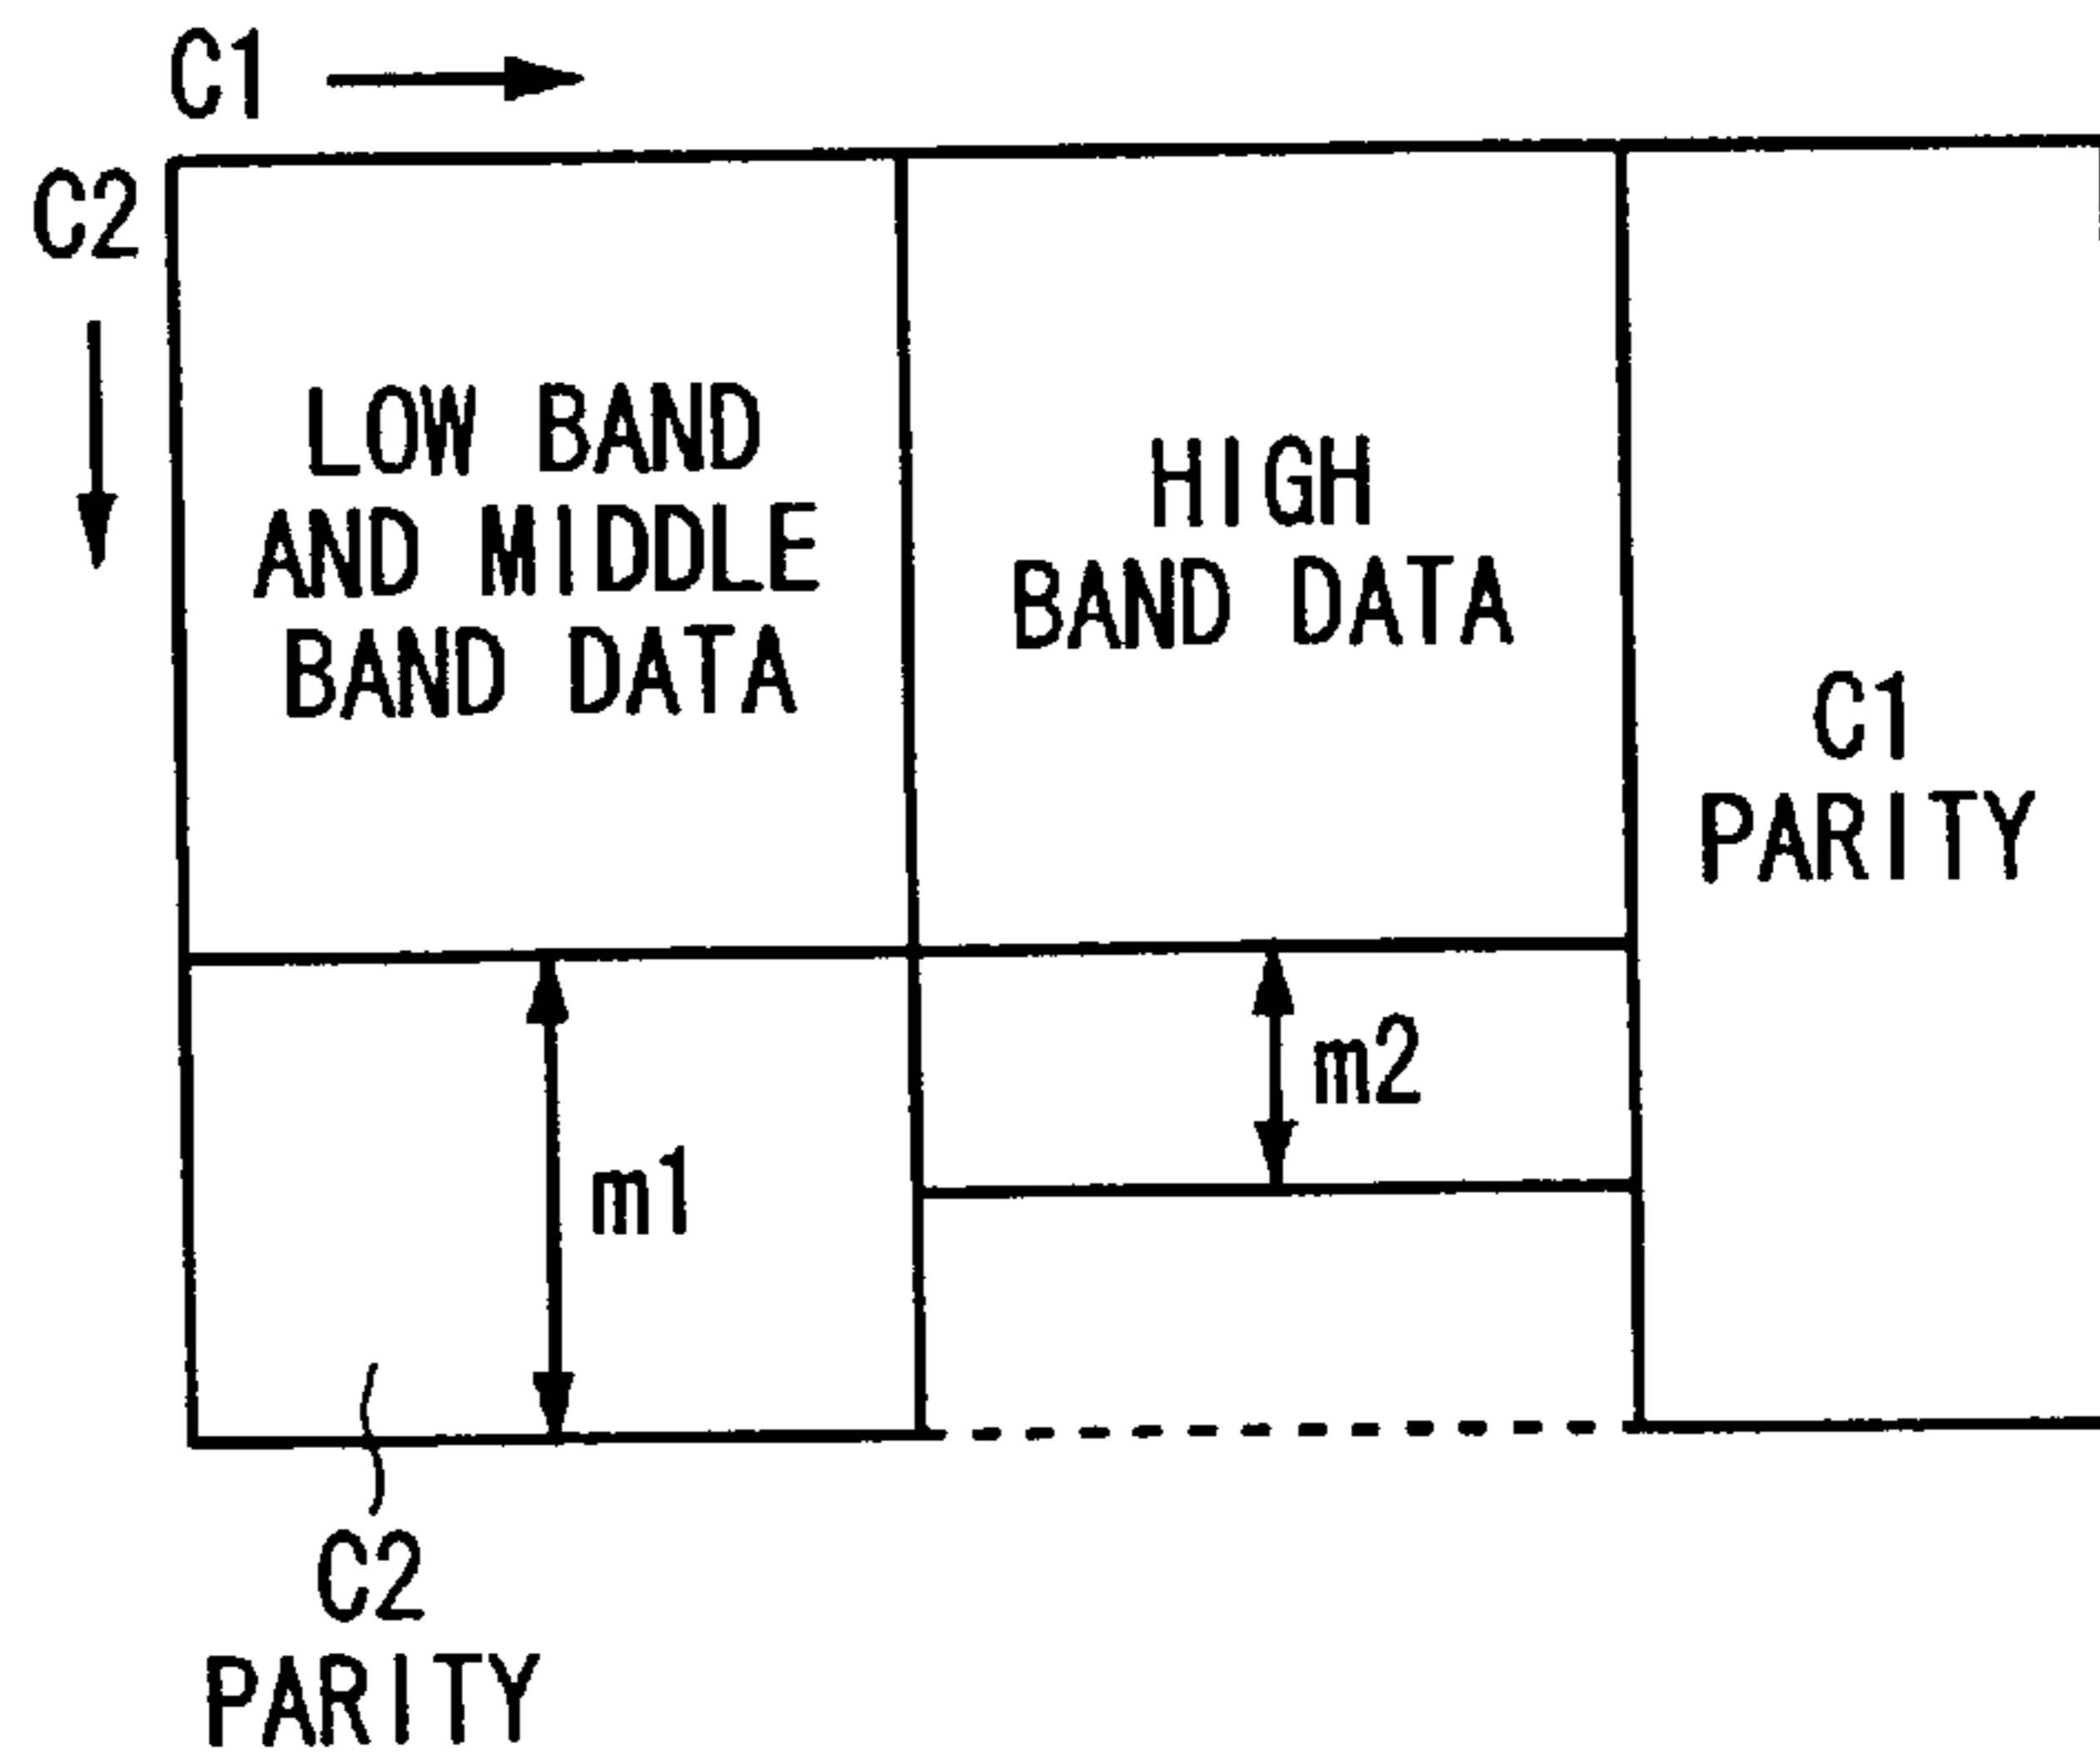 C1
C2
LOW BAND
AND MIDDLE
BAND DATA
HIGH
BAND DATA
C1
PARITY
m2
m1
C2
PARITY